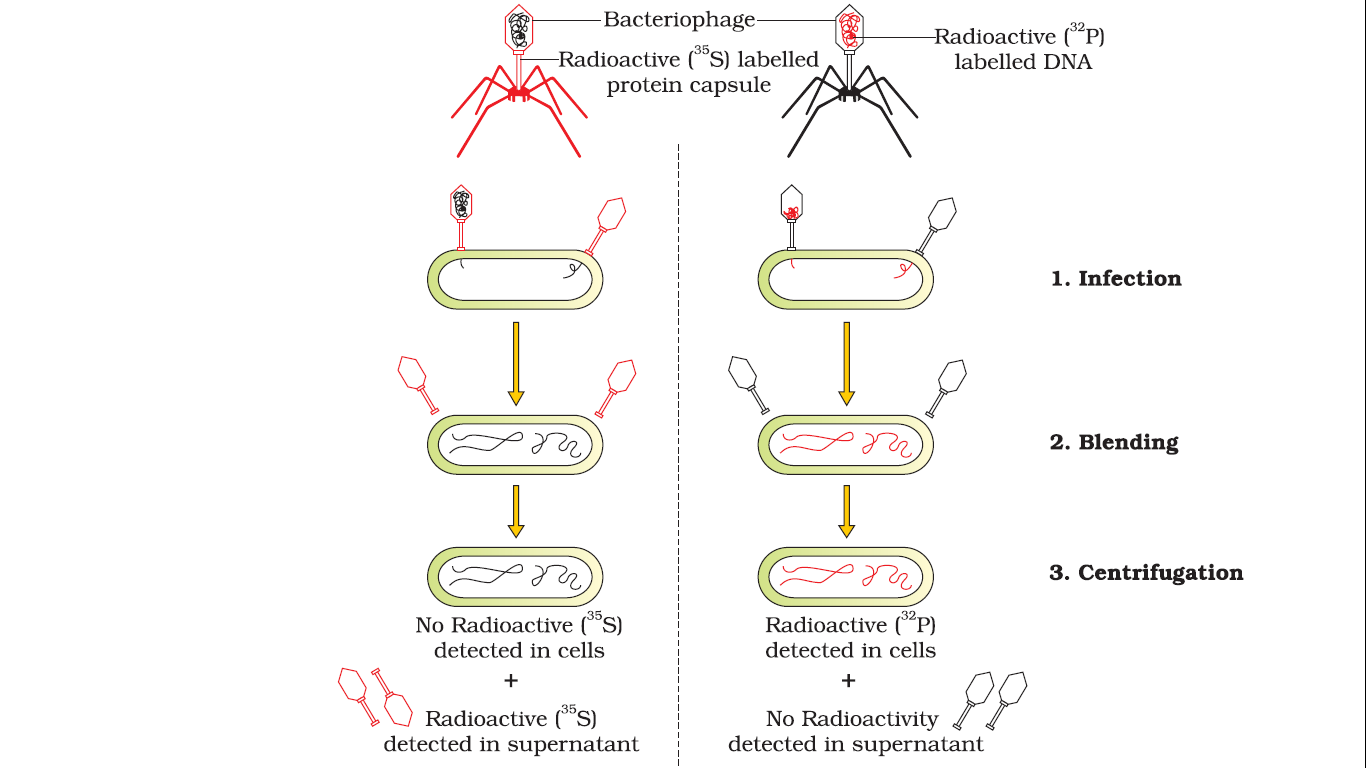 Bacteriophage
Radioactive (³⁵S) labelled
protein capsule
Radioactive (³²P)
labelled DNA
1. Infection
2. Blending
3. Centrifugation
No Radioactive (³⁵S)
detected in cells
+
Radioactive (³⁵S)
detected in supernatant
Radioactive (³²P)
detected in cells
+
No Radioactivity
detected in supernatant